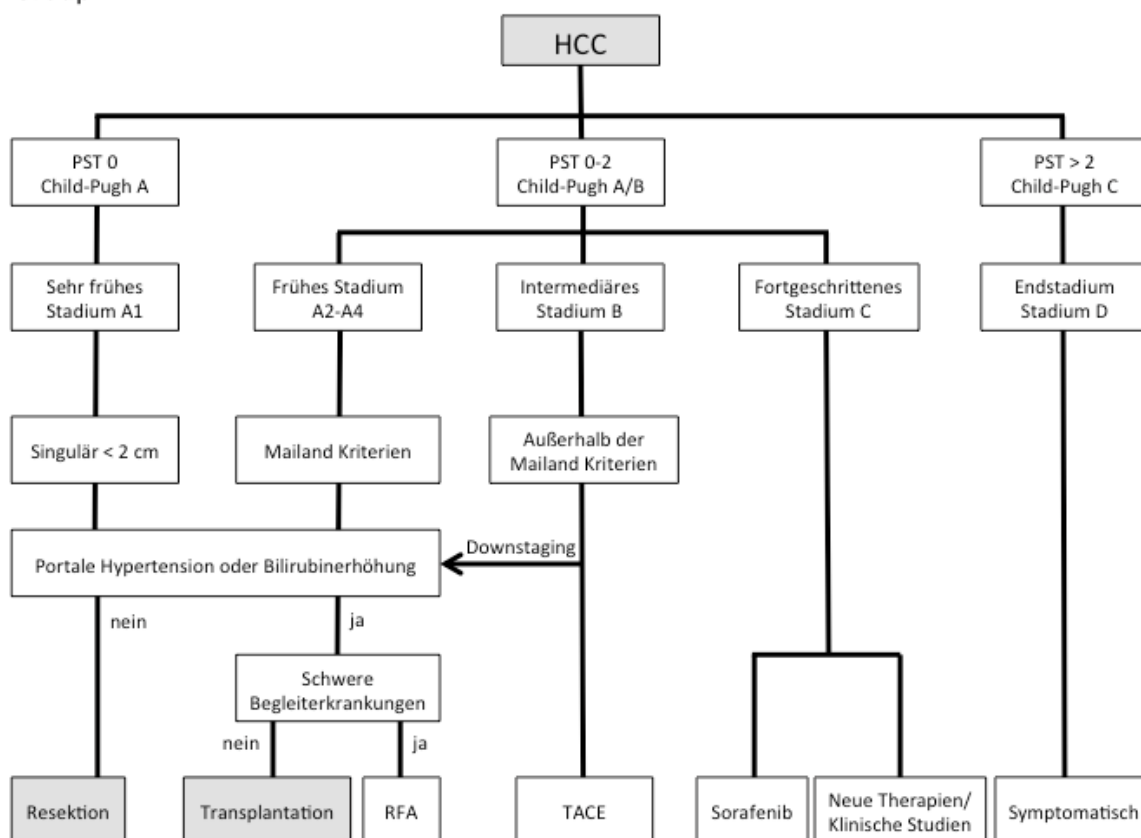 HCC
PST 0
Child-Pugh A
PST 0-2
Child-Pugh A/B
PST > 2
Child-Pugh C
Sehr frühes
Stadium A1
Frühes Stadium
A2-A4
Intermediäres
Stadium B
Fortgeschrittenes
Stadium C
Endstadium
Stadium D
Singulär < 2 cm
Mailand Kriterien
Außerhalb der
Mailand Kriterien
Portale Hypertension oder Bilirubinerhöhung
Downstaging
nein
ja
Schwere
Begleiterkrankungen
nein
ja
Resektion
Transplantation
RFA
TACE
Sorafenib
Neue Therapien/
Klinische Studien
Symptomatisch